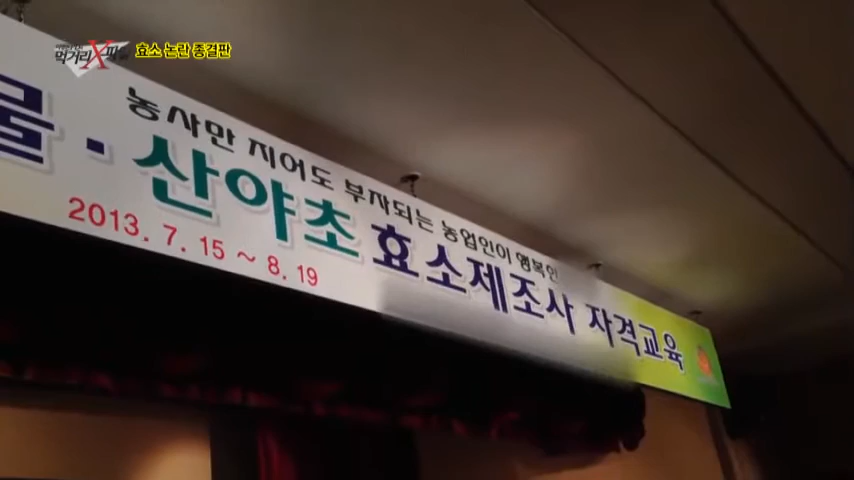 먹거리X파일
효소 논란 종결판
농사만 지어도 부자되는 농업인이 행복한
물·산야초효소제조사 자격교육
2013. 7. 15 ~ 8. 19